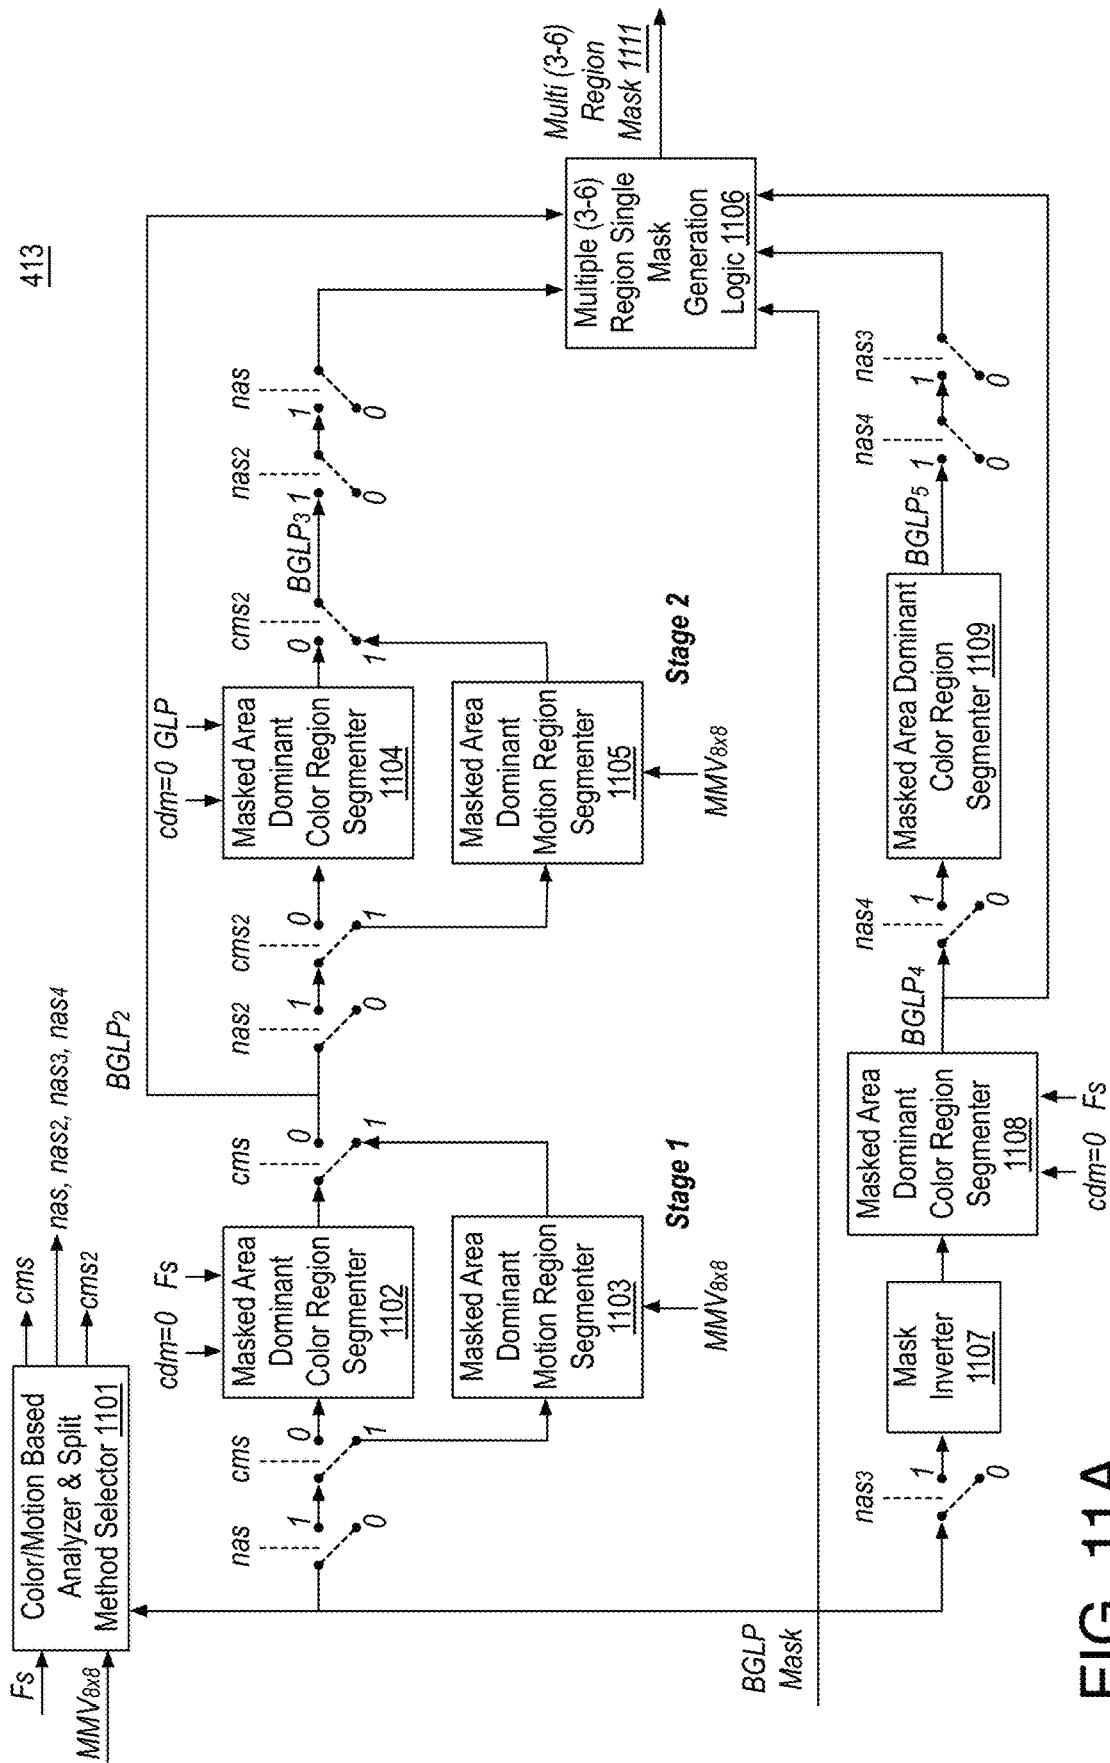 413
Fs
MMV8x8
Color/Motion Based
Analyzer & Split
Method Selector 1101
cms
nas, nas2, nas3, nas4
cms2
BGLP2
nas
1
0
cms
0
1
cdm=0
Fs
Masked Area
Dominant
Color Region
Segmenter
1102
Masked Area
Dominant
Motion Region
Segmenter
1103
MMV8x8
Stage 1
cms
0
1
nas2
1
0
cms2
0
1
cdm=0
GLP
Masked Area
Dominant
Color Region
Segmenter
1104
Masked Area
Dominant
Motion Region
Segmenter
1105
MMV8x8
Stage 2
cms2
0
1
BGLP3
nas2
1
0
nas
1
0
Multiple (3-6)
Region Single
Mask
Generation
Logic 1106
Multi (3-6)
Region
Mask 1111
BGLP
Mask
nas3
1
0
Mask
Inverter
1107
Masked Area
Dominant
Color Region
Segmenter
1108
cdm=0
Fs
BGLP4
nas4
1
0
Masked Area Dominant
Color Region
Segmenter 1109
BGLP5
nas4
1
0
nas3
1
0
FIG. 11A